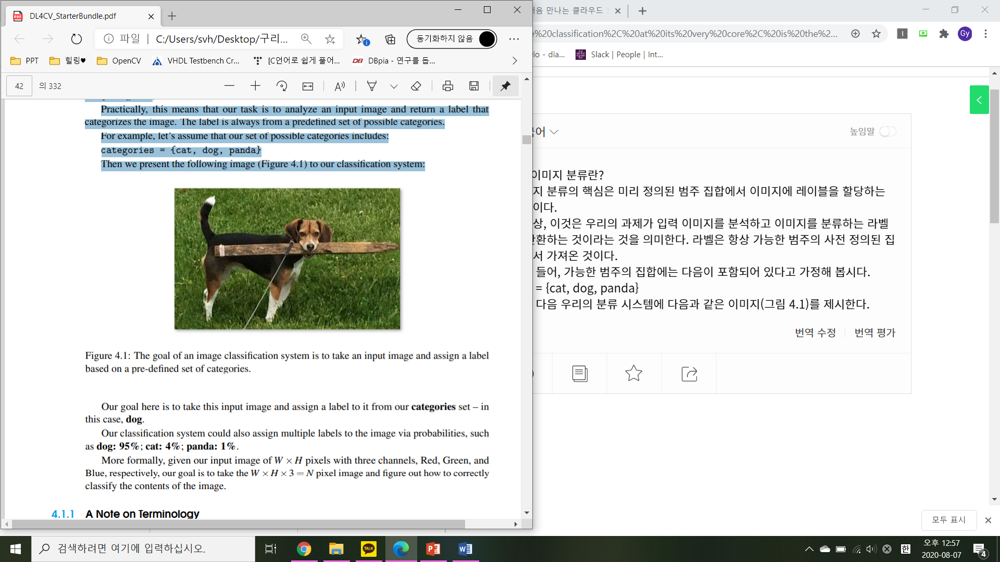 DL4CV_StarterBundle.pdf
파일
C:/Users/svh/Desktop/구리...
동기화하지 않음
PPT
힐링♥
OpenCV
VHDL Testbench Cr...
[C언어로 쉽게 풀어...
DBpia - 연구를 돕...
42
의 332
Practically, this means that our task is to analyze an input image and return a label that
categorizes the image. The label is always from a predefined set of possible categories.
For example, let's assume that our set of possible categories includes:
categories = {cat, dog, panda}
Then we present the following image (Figure 4.1) to our classification system:
Figure 4.1: The goal of an image classification system is to take an input image and assign a label
based on a pre-defined set of categories.
Our goal here is to take this input image and assign a label to it from our categories set – in
this case, dog.
Our classification system could also assign multiple labels to the image via probabilities, such
as dog: 95%; cat: 4%; panda: 1%.
More formally, given our input image of W × H pixels with three channels, Red, Green, and
Blue, respectively, our goal is to take the W × H × 3 = N pixel image and figure out how to correctly
classify the contents of the image.
4.1.1 A Note on Terminology
만나는 클라우드
e%20classification%2C%20at%20its%20very%20core%2C%20is%20the%2...
Gy
io - dia...
Slack | People | Int...
어
높임말
이미지 분류란?
지 분류의 핵심은 미리 정의된 범주 집합에서 이미지에 레이블을 할당하는
이다.
상, 이것은 우리의 과제가 입력 이미지를 분석하고 이미지를 분류하는 라벨
환하는 것이라는 것을 의미한다. 라벨은 항상 가능한 범주의 사전 정의된 집
서 가져온 것이다.
들어, 가능한 범주의 집합에는 다음이 포함되어 있다고 가정해 봅시다.
= {cat, dog, panda}
다음 우리의 분류 시스템에 다음과 같은 이미지(그림 4.1)를 제시한다.
번역 수정
번역 평가
모두 표시
검색하려면 여기에 입력하십시오.
TALK
한
오후 12:57
2020-08-07
4